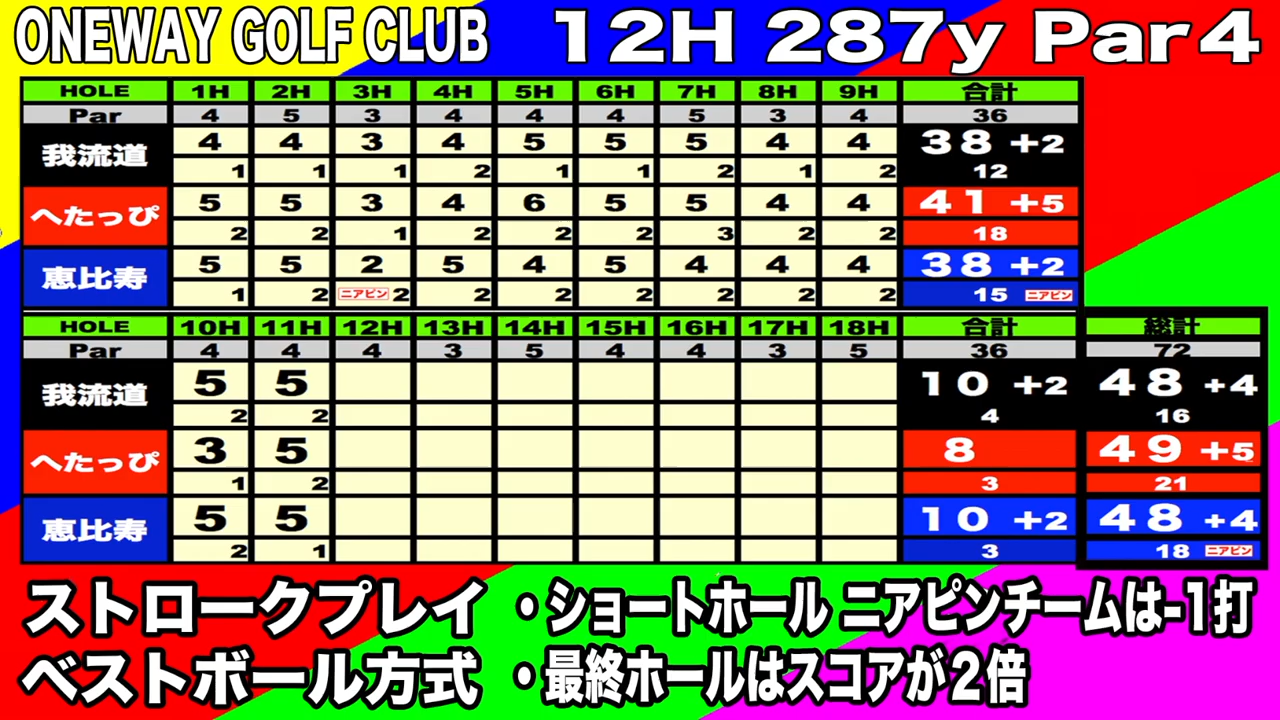 ONEWAY GOLF CLUB 12H 287y Par4
HOLE 1H 2H 3H 4H 5H 6H 7H 8H 9H 合計
Par 4 5 3 4 4 4 5 3 4 36
我流道 4 4 3 4 5 5 5 4 4 38 +2
1 1 1 2 1 1 2 1 2 12
へたっぴ 5 5 3 4 6 5 5 4 4 41 +5
2 2 1 2 2 2 3 2 2 18
恵比寿 5 5 2 5 4 5 4 4 4 38 +2
1 2 ニアピン 2 2 2 2 2 2 2 15 ニアピン
HOLE 10H 11H 12H 13H 14H 15H 16H 17H 18H 合計 総計
Par 4 4 4 3 5 4 4 3 5 36 72
我流道 5 5 10 +2 48 +4
2 2 4 16
へたっぴ 3 5 8 49 +5
1 2 3 21
恵比寿 5 5 10 +2 48 +4
2 1 3 18 ニアピン
ストロークプレイ ・ショートホール ニアピンチームは-1打
ベストボール方式 ・最終ホールはスコアが2倍